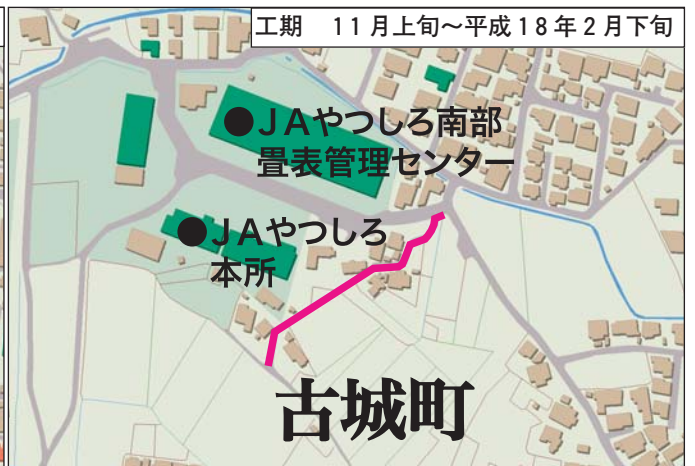 工期　11月上旬～平成18年2月下旬
●JAやつしろ南部
畳表管理センター
●JAやつしろ
本所
古城町